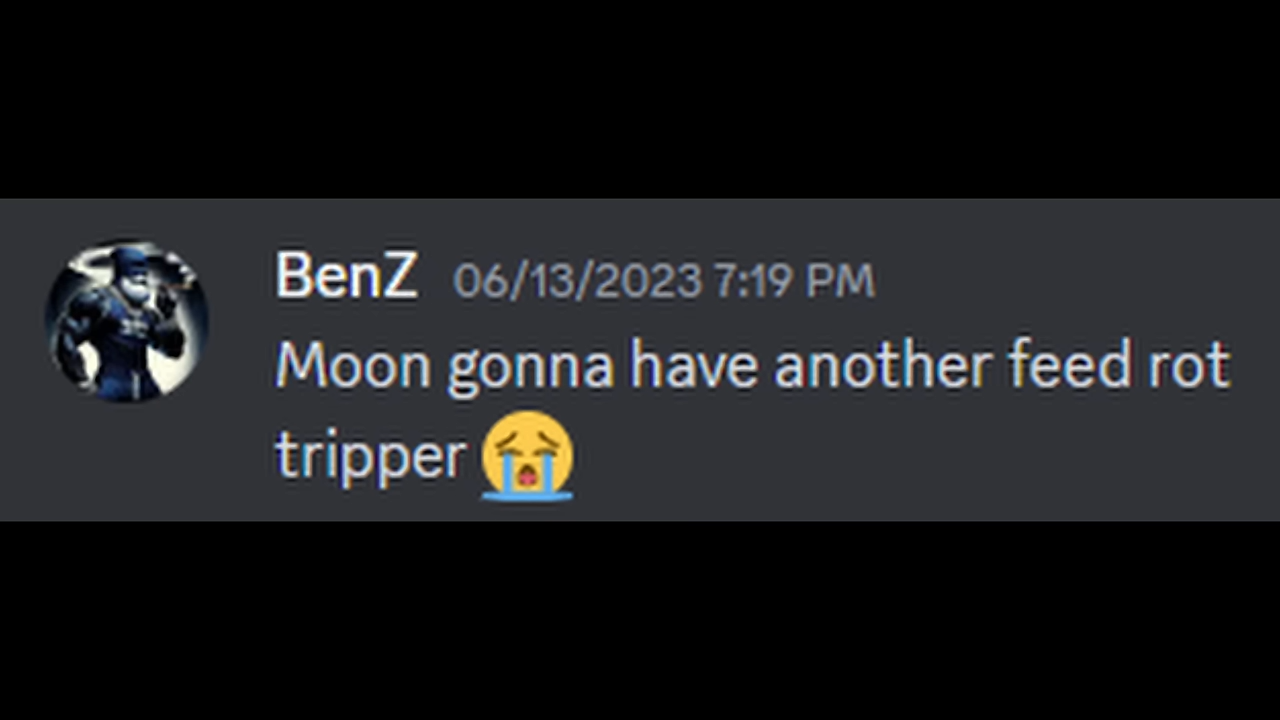 BenZ 06/13/2023 7:19 PM
Moon gonna have another feed rot
tripper 😭